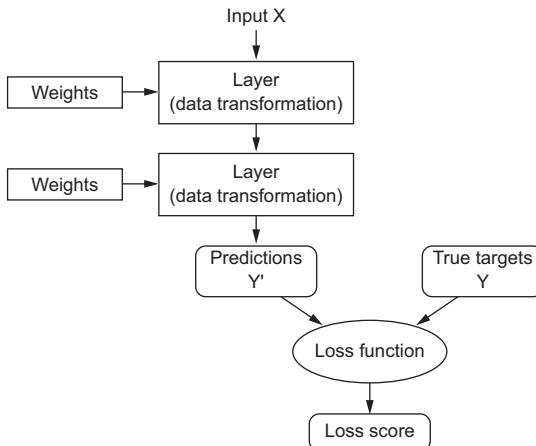 Input X
Weights
Layer
(data transformation)
Weights
Layer
(data transformation)
Predictions
Y'
True targets
Y
Loss function
Loss score